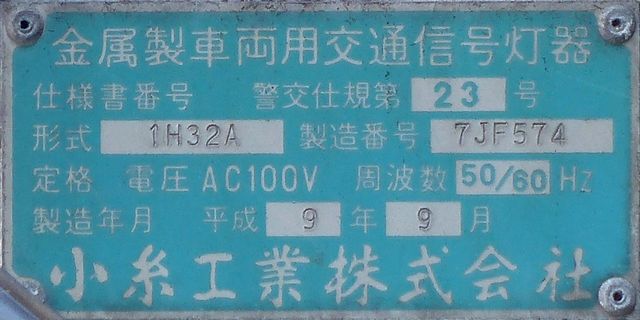 金属製車両用交通信号灯器
仕様書番号 警交仕規第 23 号
形式 1H32A 製造番号 7JF574
定格 電圧 AC100V 周波数 50/60 Hz
製造年月 平成 9 年 9 月
小糸工業株式会社